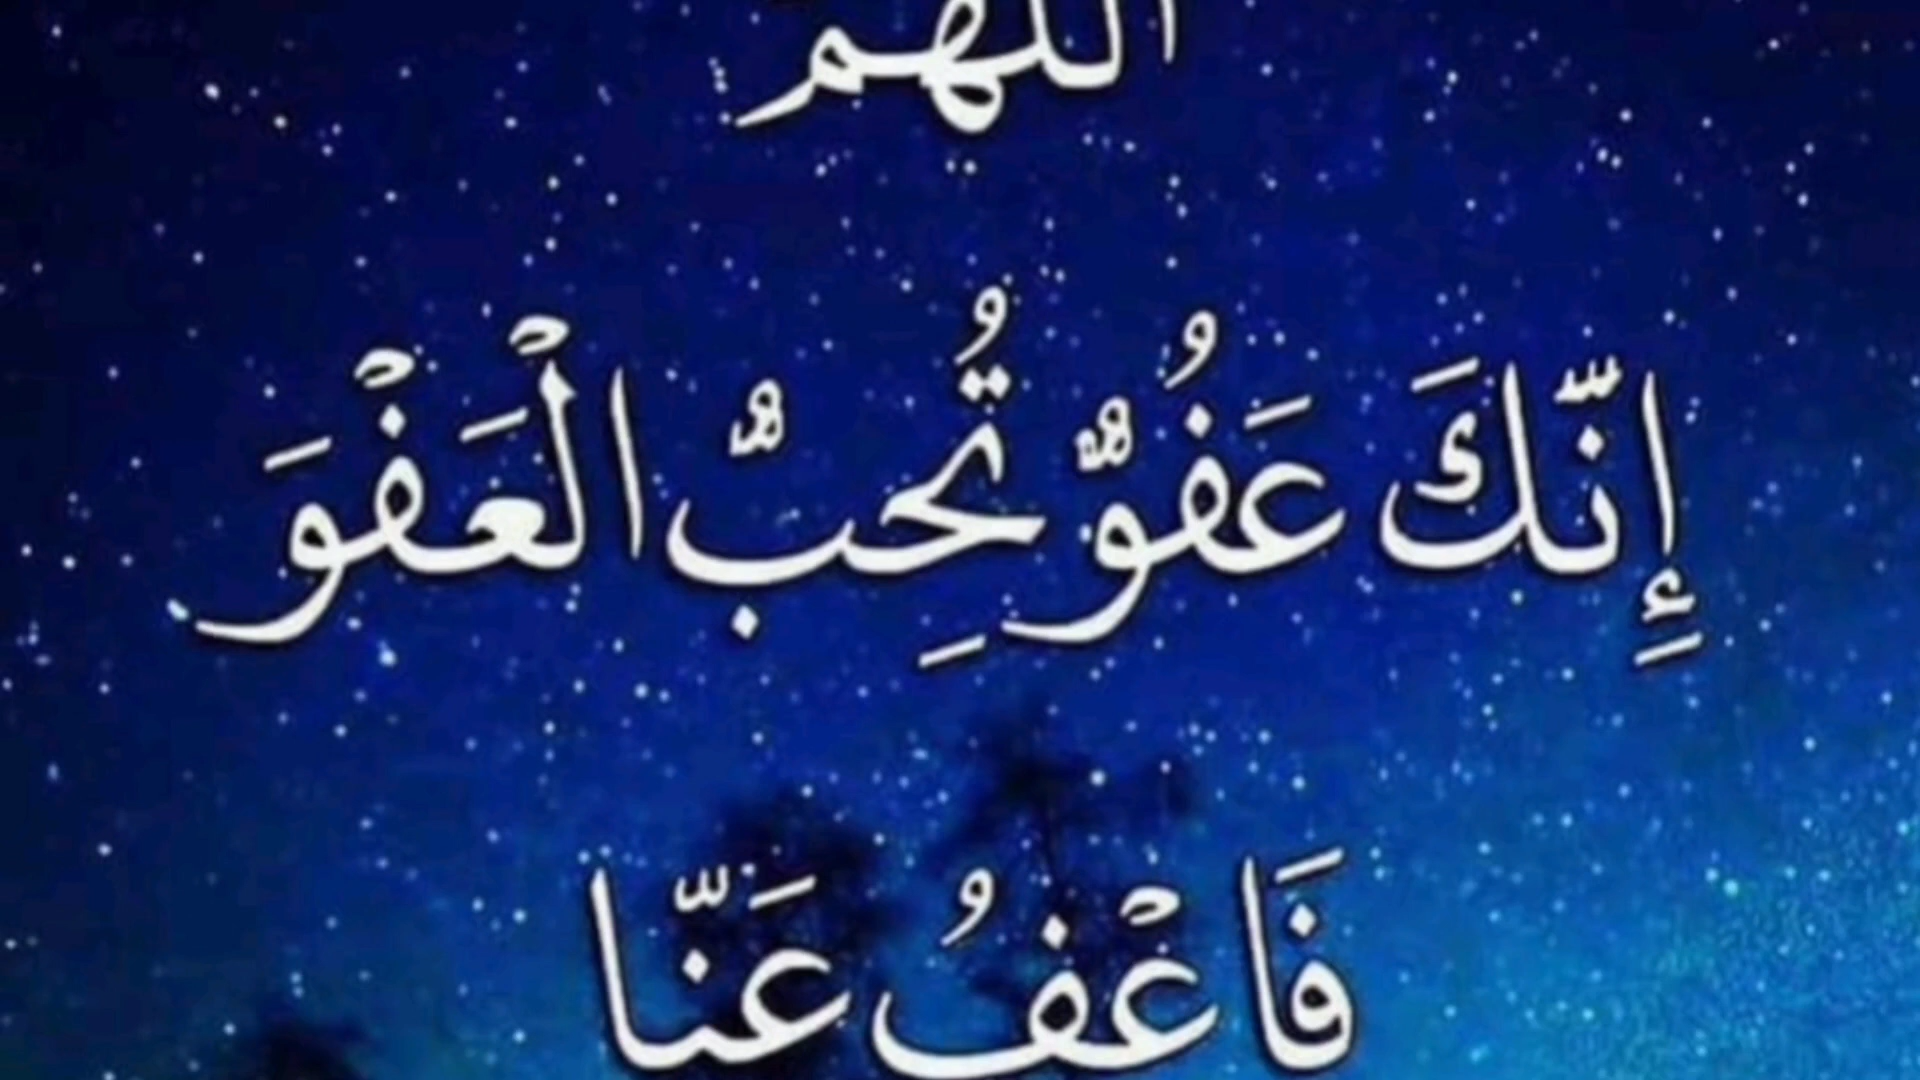 اللهم
إِنَّكَ عَفُوٌّ تُحِبُّ الْعَفْوَ
فَاعْفُ عَنَّا